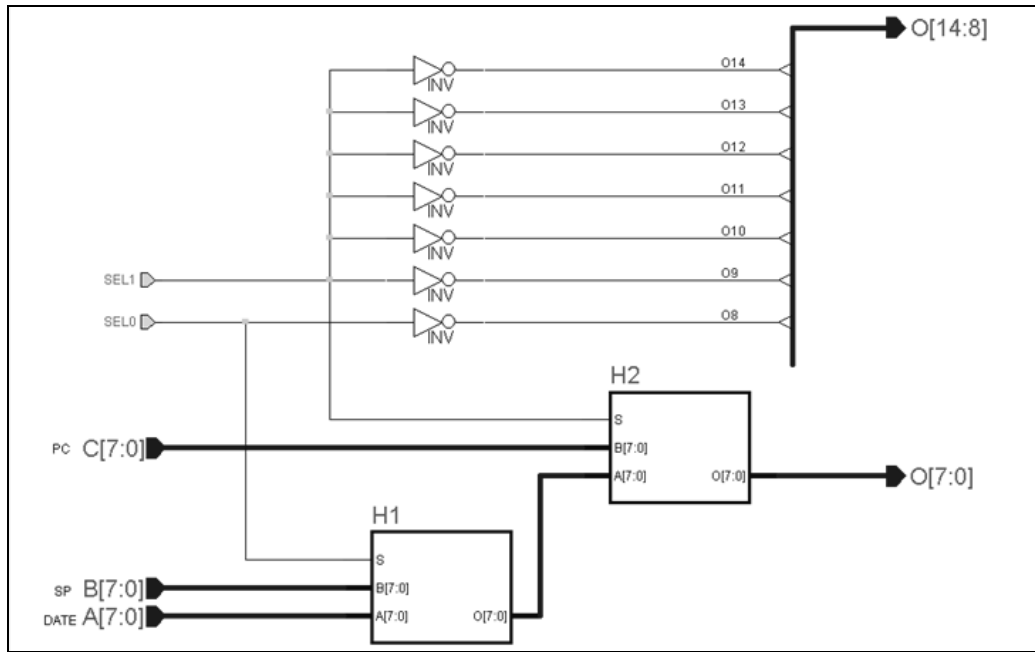 O[14:8]
O14
INV
O13
INV
O12
INV
O11
INV
O10
INV
SEL1
O9
INV
SEL0
O8
INV
H2
S
PC C[7:0]
B[7:0]
A[7:0] O[7:0]
O[7:0]
H1
S
SP B[7:0]
B[7:0]
DATE A[7:0]
A[7:0] O[7:0]